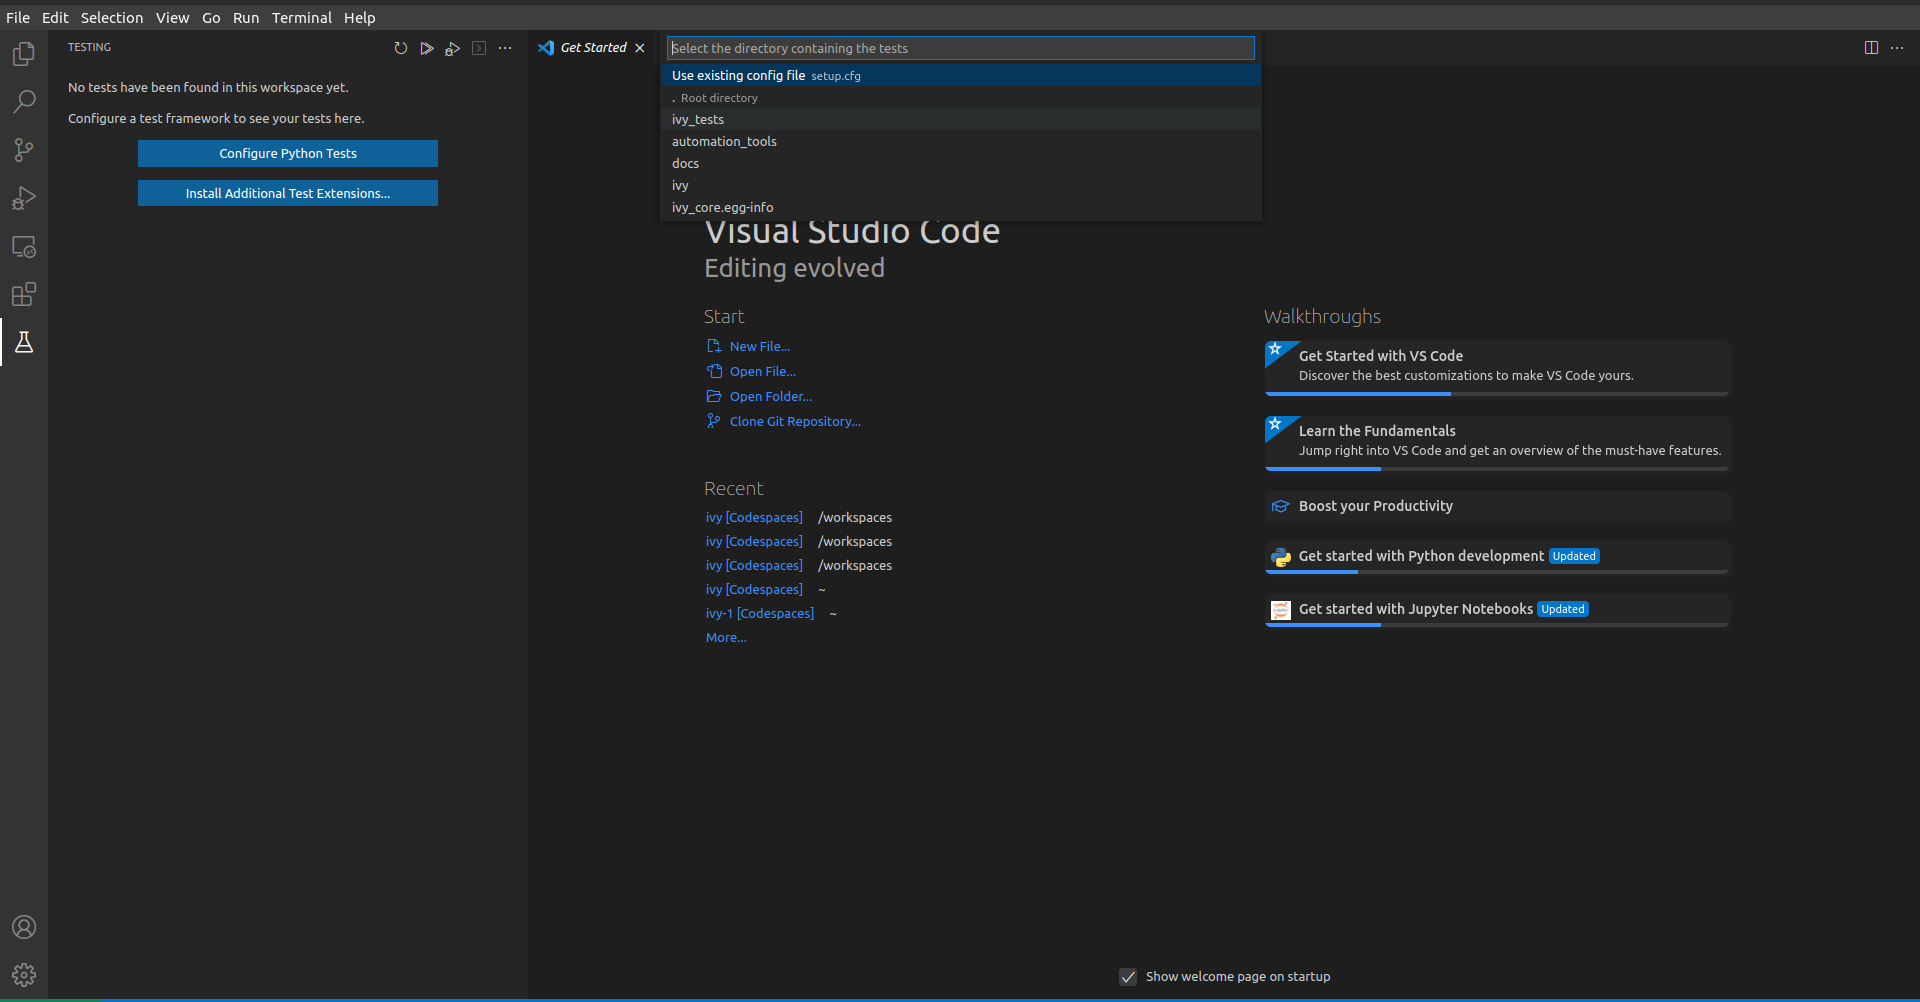 File Edit Selection View Go Run Terminal Help
TESTING
No tests have been found in this workspace yet.
Configure a test framework to see your tests here.
Configure Python Tests
Install Additional Test Extensions...
Get Started
Select the directory containing the tests
Use existing config file setup.cfg
. Root directory
ivy_tests
automation_tools
docs
ivy
ivy_core.egg-info
Visual Studio Code
Editing evolved
Start
New File...
Open File...
Open Folder...
Clone Git Repository...
Recent
ivy [Codespaces] /workspaces
ivy [Codespaces] /workspaces
ivy [Codespaces] /workspaces
ivy [Codespaces] ~
ivy-1 [Codespaces] ~
More...
Walkthroughs
Get Started with VS Code
Discover the best customizations to make VS Code yours.
Learn the Fundamentals
Jump right into VS Code and get an overview of the must-have features.
Boost your Productivity
Get started with Python development Updated
Get started with Jupyter Notebooks Updated
Show welcome page on startup